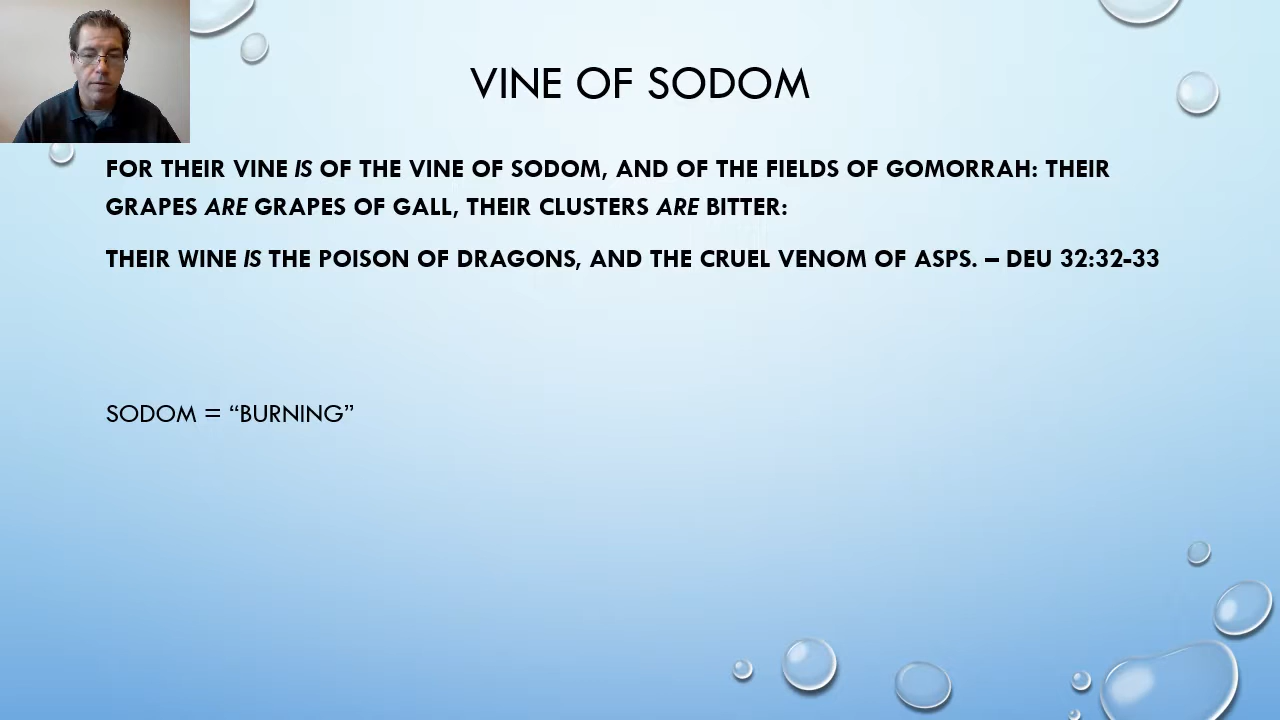 VINE OF SODOM
FOR THEIR VINE IS OF THE VINE OF SODOM, AND OF THE FIELDS OF GOMORRAH: THEIR
GRAPES ARE GRAPES OF GALL, THEIR CLUSTERS ARE BITTER:
THEIR WINE IS THE POISON OF DRAGONS, AND THE CRUEL VENOM OF ASPS. – DEU 32:32-33
SODOM = “BURNING”